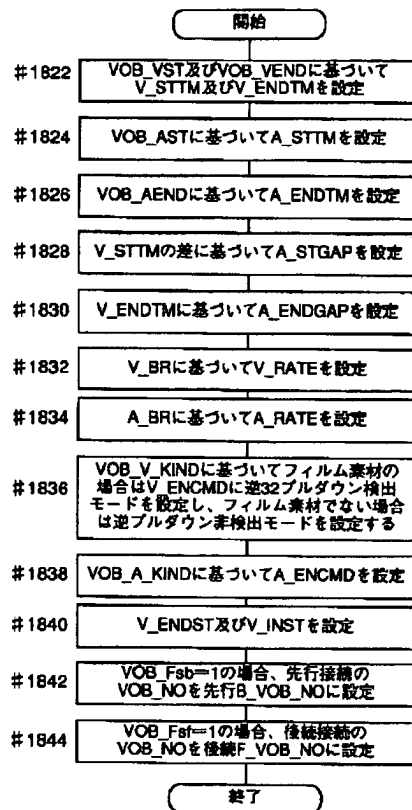 開始
#1822
VOB_VST及びVOB_VENDに基づいて
V_STTM及びV_ENDTMを設定
#1824
VOB_ASTに基づいてA_STTMを設定
#1826
VOB_AENDに基づいてA_ENDTMを設定
#1828
V_STTMの差に基づいてA_STGAPを設定
#1830
V_ENDTMに基づいてA_ENDGAPを設定
#1832
V_BRに基づいてV_RATEを設定
#1834
A_BRに基づいてA_RATEを設定
#1836
VOB_V_KINDに基づいてフィルム素材の
場合はV_ENCMDに逆32プルダウン検出
モードを設定し、フィルム素材でない場合
は逆プルダウン非検出モードを設定する
#1838
VOB_A_KINDに基づいてA_ENCMDを設定
#1840
V_ENDST及びV_INSTを設定
#1842
VOB_Fsb=1の場合、先行接続の
VOB_NOを先行B_VOB_NOに設定
#1844
VOB_Fsf=1の場合、後続接続の
VOB_NOを後続F_VOB_NOに設定
終了